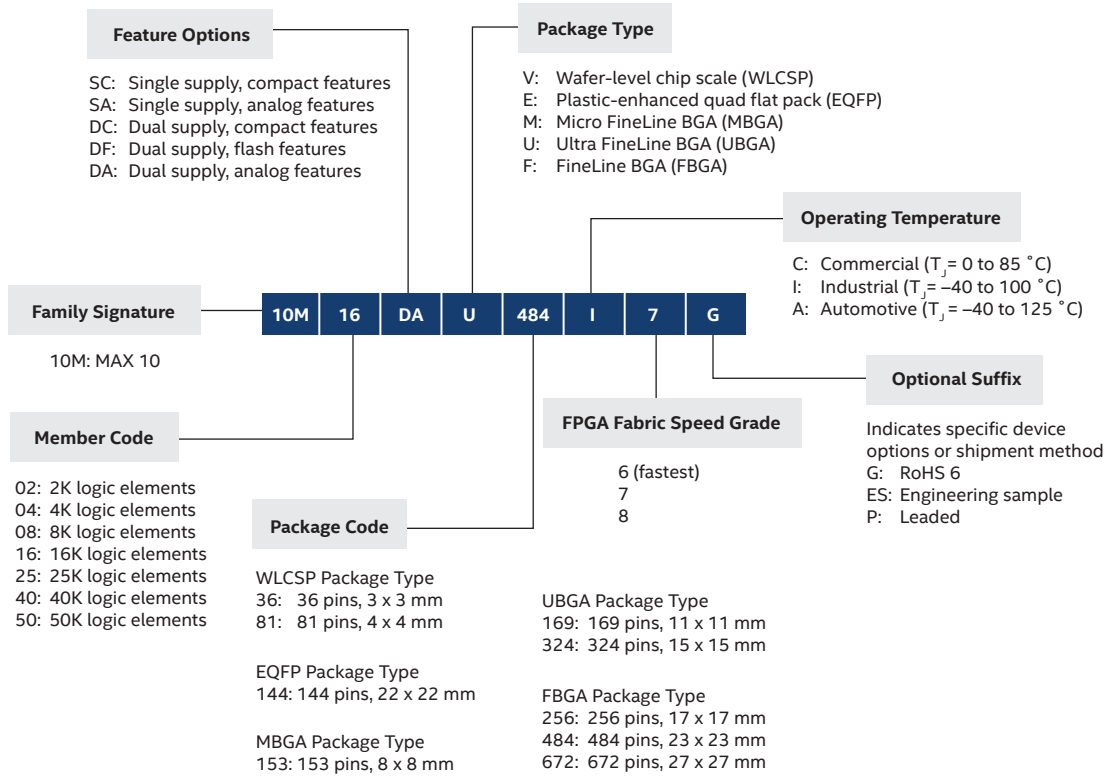 Feature Options
SC: Single supply, compact features
SA: Single supply, analog features
DC: Dual supply, compact features
DF: Dual supply, flash features
DA: Dual supply, analog features
Package Type
V: Wafer-level chip scale (WLCSP)
E: Plastic-enhanced quad flat pack (EQFP)
M: Micro FineLine BGA (MBGA)
U: Ultra FineLine BGA (UBGA)
F: FineLine BGA (FBGA)
Operating Temperature
C: Commercial (TJ= 0 to 85 ˚C)
I: Industrial (TJ= –40 to 100 ˚C)
A: Automotive (TJ= –40 to 125 ˚C)
Family Signature
10M: MAX 10
10M 16 DA U 484 I 7 G
Member Code
02: 2K logic elements
04: 4K logic elements
08: 8K logic elements
16: 16K logic elements
25: 25K logic elements
40: 40K logic elements
50: 50K logic elements
Package Code
WLCSP Package Type
36: 36 pins, 3 x 3 mm
81: 81 pins, 4 x 4 mm
EQFP Package Type
144: 144 pins, 22 x 22 mm
MBGA Package Type
153: 153 pins, 8 x 8 mm
UBGA Package Type
169: 169 pins, 11 x 11 mm
324: 324 pins, 15 x 15 mm
FBGA Package Type
256: 256 pins, 17 x 17 mm
484: 484 pins, 23 x 23 mm
672: 672 pins, 27 x 27 mm
FPGA Fabric Speed Grade
6 (fastest)
7
8
Optional Suffix
Indicates specific device
options or shipment method
G: RoHS 6
ES: Engineering sample
P: Leaded